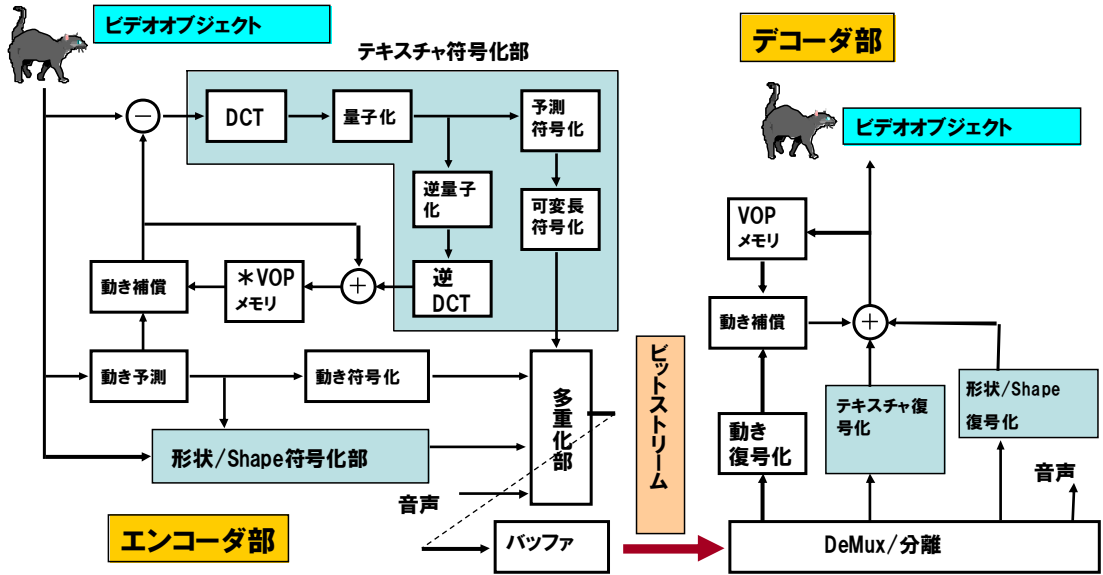 ビデオオブジェクト
テキスチャ符号化部
デコーダ部
DCT
量子化
予測
符号化
ビデオオブジェクト
逆量子
化
可変長
符号化
VOP
メモリ
動き補償
＊VOP
メモリ
逆
DCT
動き補償
動き予測
動き符号化
多重化部
ビットストリーム
形状/Shape
復号化
テキスチャ復
号化
動き
復号化
形状/Shape符号化部
音声
音声
エンコーダ部
バッファ
DeMux/分離